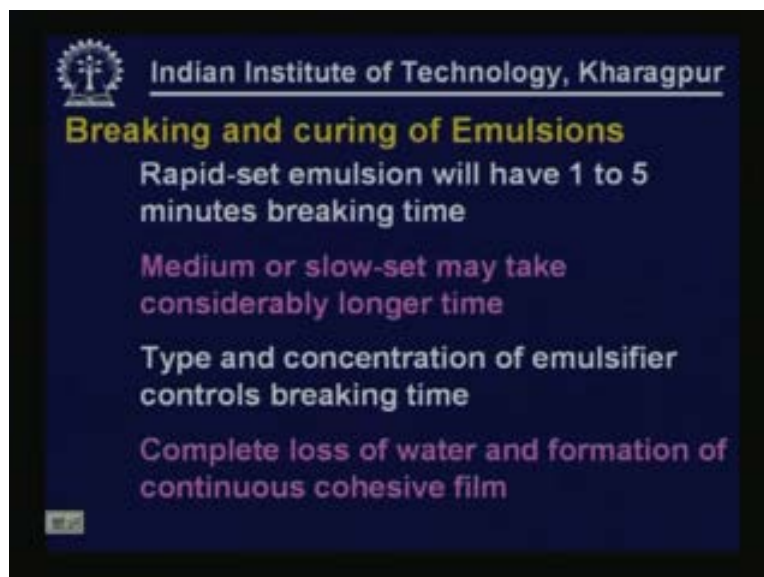 Indian Institute of Technology, Kharagpur
Breaking and curing of Emulsions
Rapid-set emulsion will have 1 to 5
minutes breaking time
Medium or slow-set may take
considerably longer time
Type and concentration of emulsifier
controls breaking time
Complete loss of water and formation of
continuous cohesive film